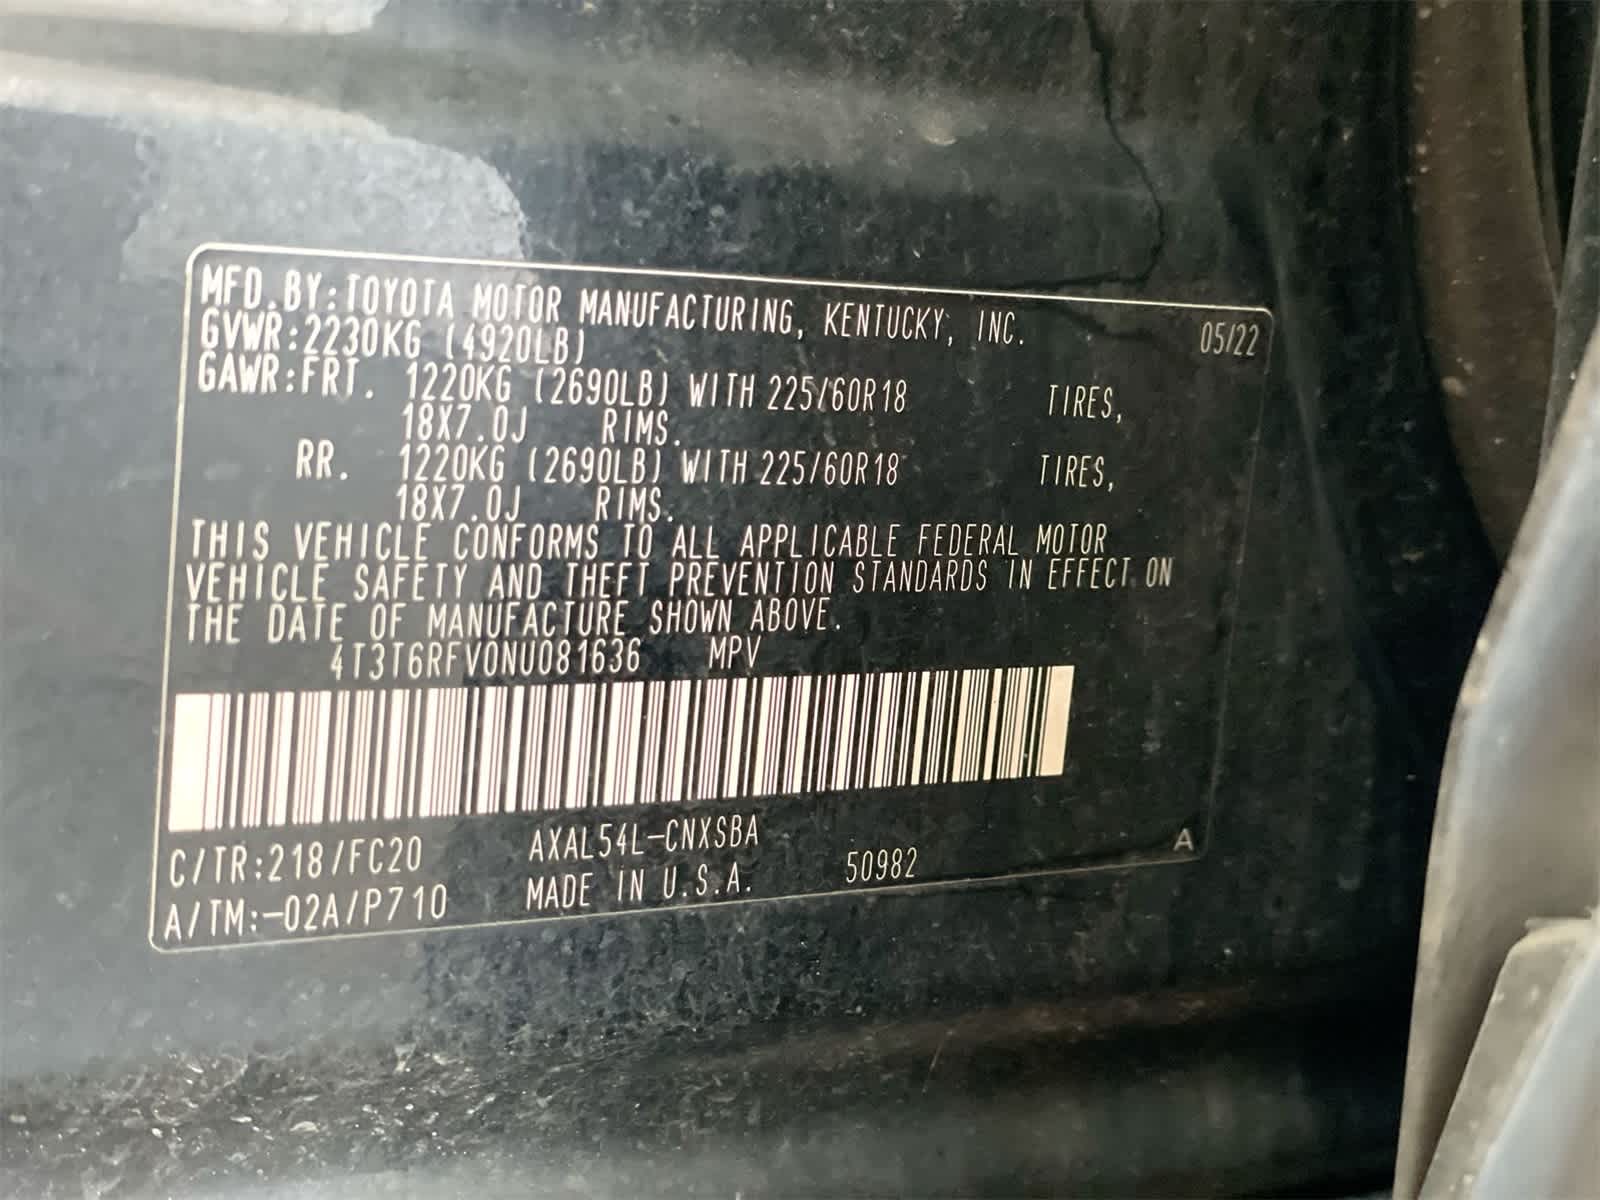 MFD.BY:TOYOTA MOTOR MANUFACTURING, KENTUCKY, INC. 05/22
GVWR:2230KG (4920LB)
GAWR:FRT. 1220KG (2690LB) WITH 225/60R18 TIRES,
18X7.0J RIMS.
RR. 1220KG (2690LB) WITH 225/60R18 TIRES,
18X7.0J RIMS.
THIS VEHICLE CONFORMS TO ALL APPLICABLE FEDERAL MOTOR
VEHICLE SAFETY AND THEFT PREVENTION STANDARDS IN EFFECT ON
THE DATE OF MANUFACTURE SHOWN ABOVE.
4T3T6RFV0NU081636 MPV
C/TR:218/FC20 AXAL54L-CNXSBA
A/TM:-02A/P710 MADE IN U.S.A. 50982 A